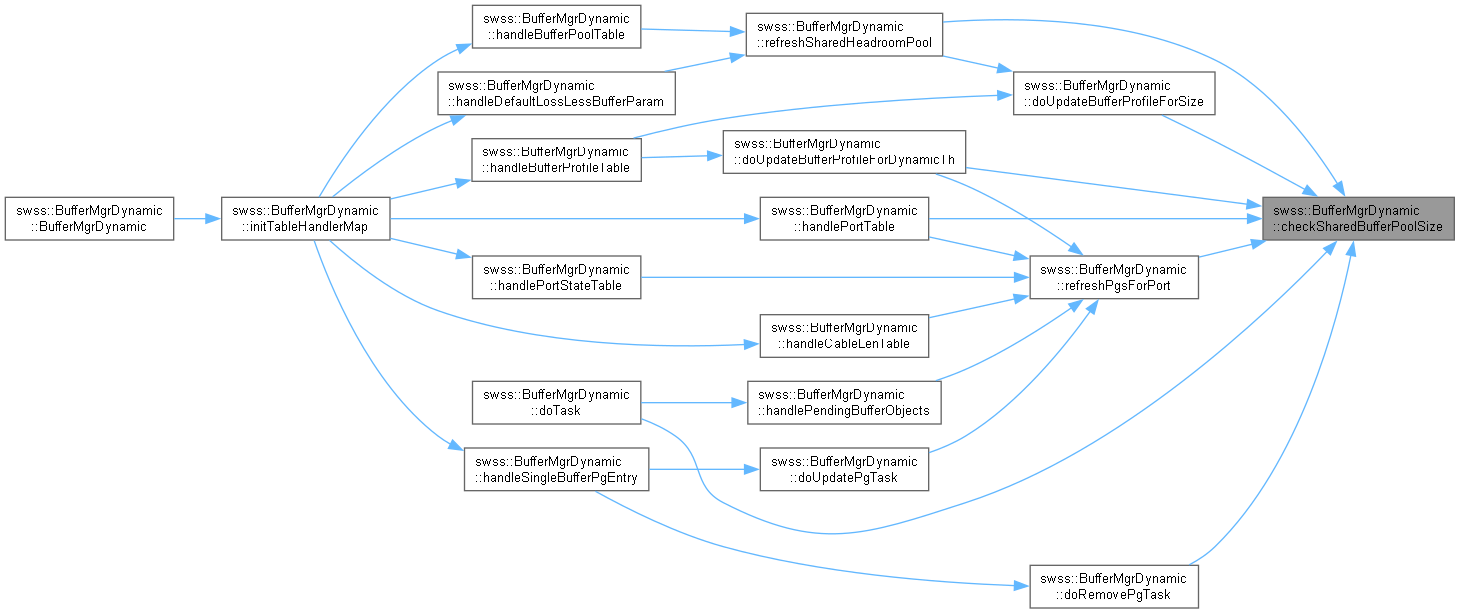 swss::BufferMgrDynamic
::BufferMgrDynamic
swss::BufferMgrDynamic
::initTableHandlerMap
swss::BufferMgrDynamic
::handleBufferPoolTable
swss::BufferMgrDynamic
::handleDefaultLossLessBufferParam
swss::BufferMgrDynamic
::handleBufferProfileTable
swss::BufferMgrDynamic
::handlePortStateTable
swss::BufferMgrDynamic
::doTask
swss::BufferMgrDynamic
::handleSingleBufferPgEntry
swss::BufferMgrDynamic
::refreshSharedHeadroomPool
swss::BufferMgrDynamic
::doUpdateBufferProfileForDynamicTh
swss::BufferMgrDynamic
::handlePortTable
swss::BufferMgrDynamic
::handleCableLenTable
swss::BufferMgrDynamic
::handlePendingBufferObjects
swss::BufferMgrDynamic
::doUpdatePgTask
swss::BufferMgrDynamic
::doUpdateBufferProfileForSize
swss::BufferMgrDynamic
::refreshPgsForPort
swss::BufferMgrDynamic
::doRemovePgTask
swss::BufferMgrDynamic
::checkSharedBufferPoolSize